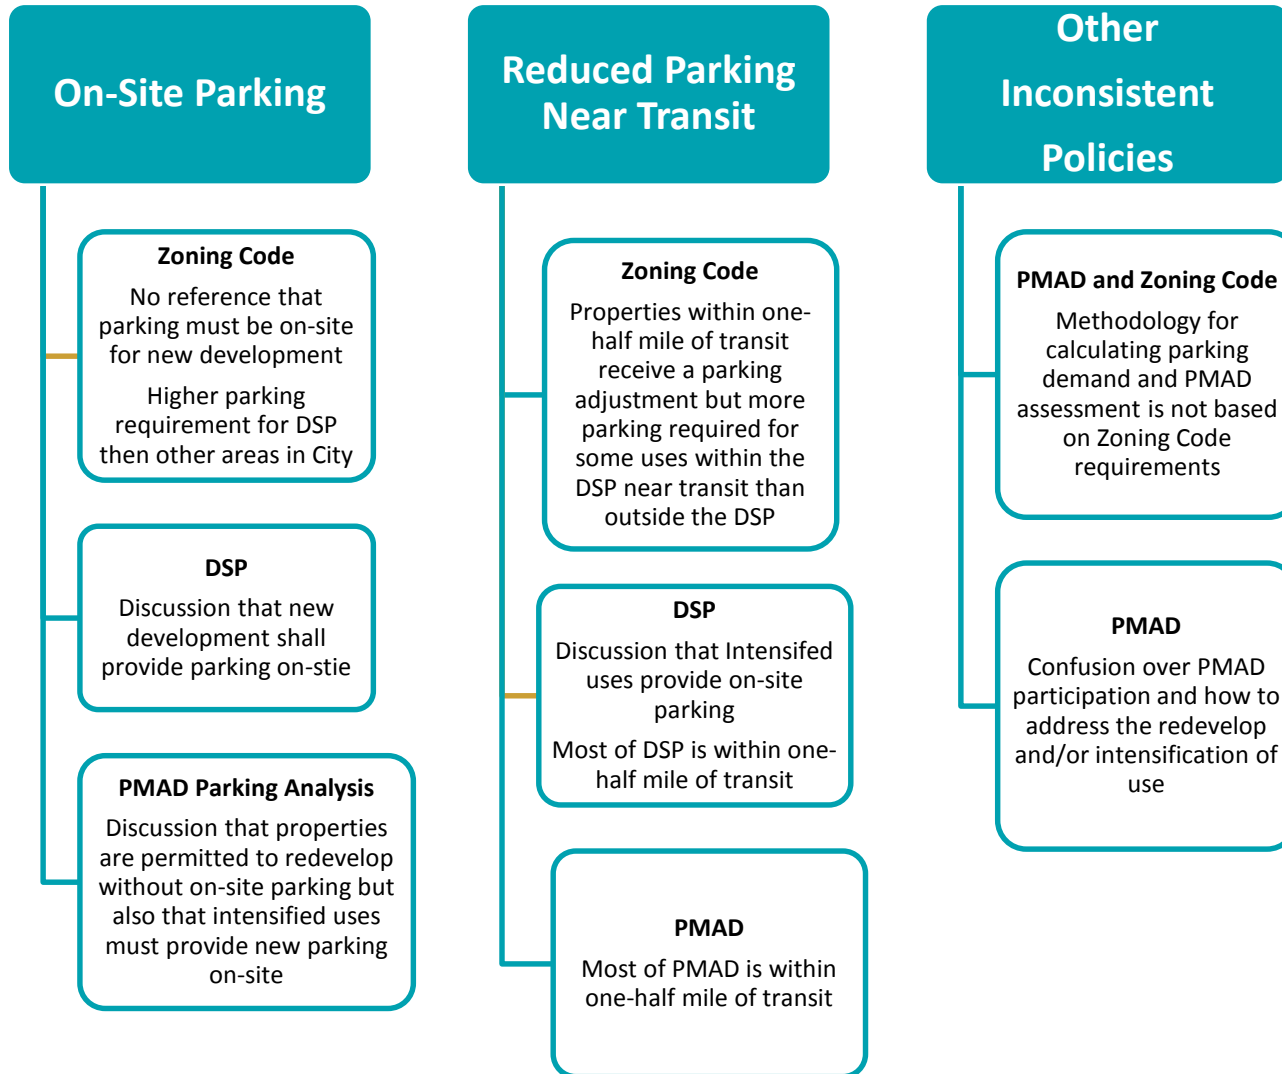 On-Site Parking
Zoning Code
No reference that
parking must be on-site
for new development
Higher parking
requirement for DSP
then other areas in City
DSP
Discussion that new
development shall
provide parking on-stie
PMAD Parking Analysis
Discussion that properties
are permitted to redevelop
without on-site parking but
also that intensified uses
must provide new parking
on-site
Reduced Parking
Near Transit
Zoning Code
Properties within one-
half mile of transit
receive a parking
adjustment but more
parking required for
some uses within the
DSP near transit than
outside the DSP
DSP
Discussion that Intensifed
uses provide on-site
parking
Most of DSP is within one-
half mile of transit
PMAD
Most of PMAD is within
one-half mile of transit
Other
Inconsistent
Policies
PMAD and Zoning Code
Methodology for
calculating parking
demand and PMAD
assessment is not based
on Zoning Code
requirements
PMAD
Confusion over PMAD
participation and how to
address the redevelop
and/or intensification of
use